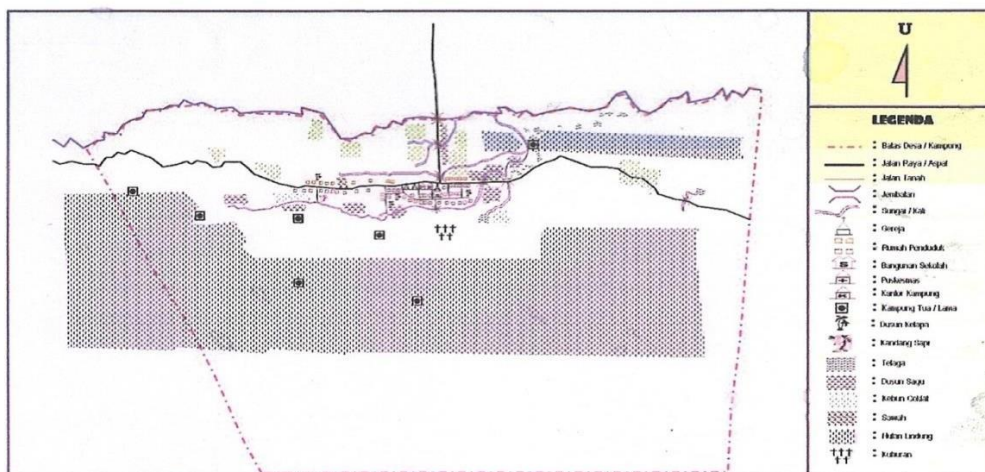 U
LEGENDA
: Batas Desa / Kampung
: Jalan Raya / Aspal
: Jalan Tanah
: Jembatan
: Sungai / Kali
: Gereja
: Rumah Penduduk
: Bangunan Sekolah
: Puskesmas
: Kantor Kampung
: Kampung Tua / Lama
: Dusun Kelapa
: Kandang Sapi
: Telaga
: Dusun Sagu
: Kebun Coklat
: Sawah
: Hutan Lindung
: Kuburan